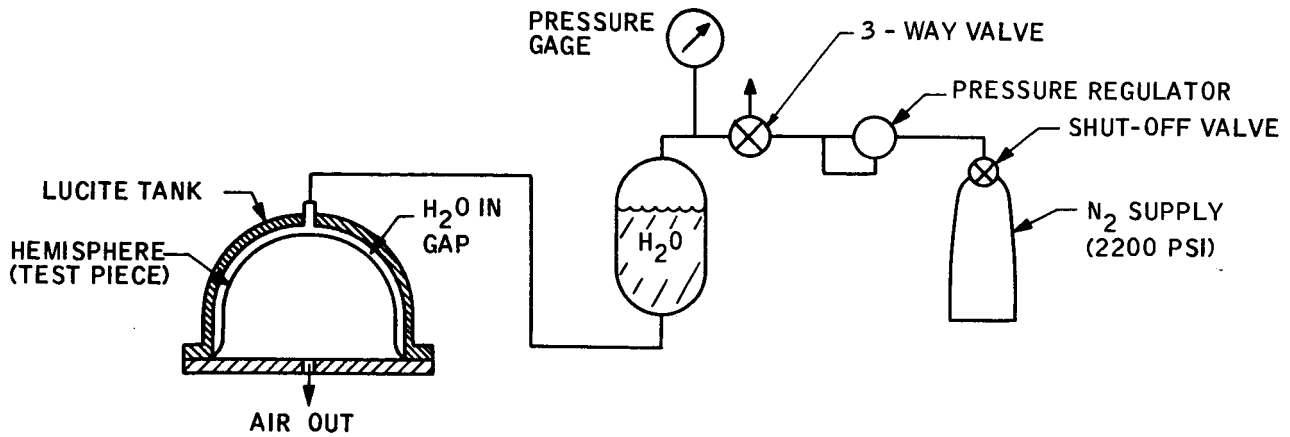 PRESSURE
GAGE
3 - WAY VALVE
PRESSURE REGULATOR
SHUT-OFF VALVE
LUCITE TANK
H₂O IN
GAP
HEMISPHERE
(TEST PIECE)
H₂O
N₂ SUPPLY
(2200 PSI)
AIR OUT